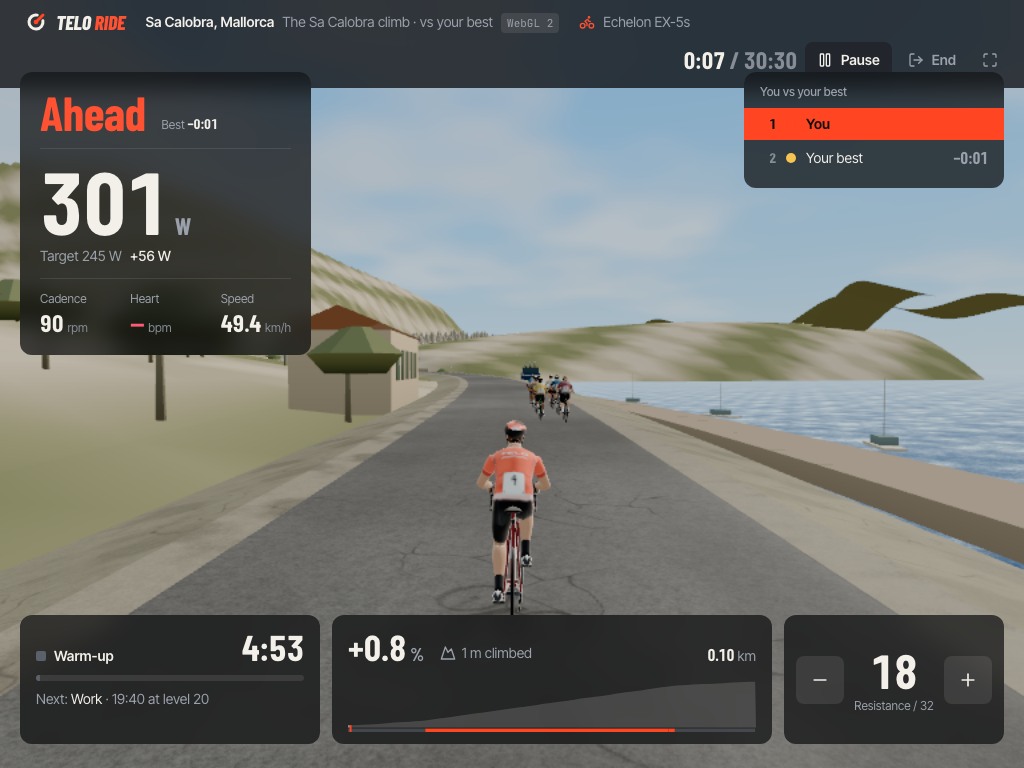 TELO RIDE Sa Calobra, Mallorca The Sa Calobra climb · vs your best WebGL 2 Echelon EX-5s
0:07 / 30:30 Pause End
Ahead Best –0:01
301 W
Target 245 W +56 W
Cadence Heart Speed
90 rpm – bpm 49.4 km/h
You vs your best
1 You
2 Your best –0:01
Warm-up 4:53
Next: Work · 19:40 at level 20
+0.8 % 1 m climbed 0.10 km
− 18 +
Resistance / 32